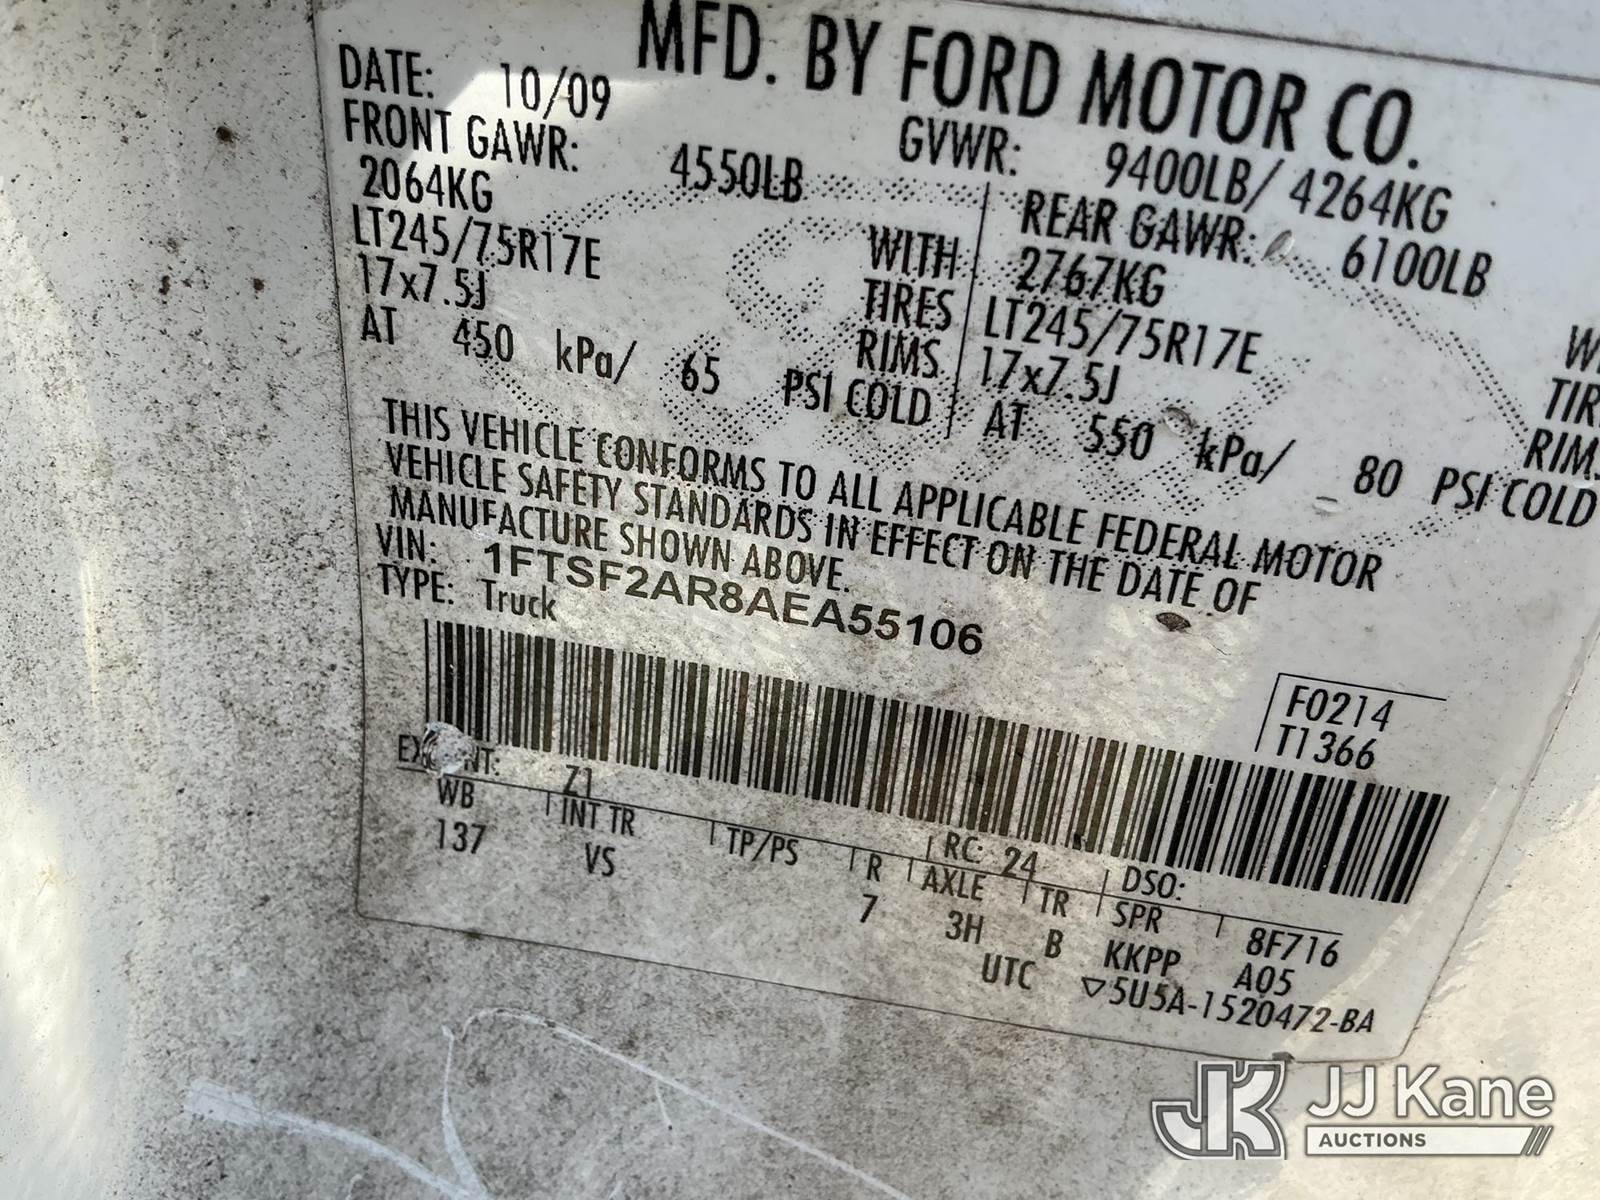 MFD. BY FORD MOTOR CO.
DATE: 10/09 GVWR: 9400LB/ 4264KG
FRONT GAWR: 4550LB REAR GAWR: 6100LB
2064KG WITH 2767KG
LT245/75R17E TIRES LT245/75R17E TIR
17x7.5J RIMS 17x7.5J RIMS
AT 450 kPa/ 65 PSI COLD AT 550 kPa/ 80 PSI COLD
THIS VEHICLE CONFORMS TO ALL APPLICABLE FEDERAL MOTOR
VEHICLE SAFETY STANDARDS IN EFFECT ON THE DATE OF
MANUFACTURE SHOWN ABOVE.
VIN: 1FTSF2AR8AEA55106
TYPE: Truck
F0214
T1366
Z1 RC: 24 DSO:
WB INT TR TP/PS R AXLE TR SPR 8F716
137 VS 7 3H B KKPP A05
UTC ▽5U5A-1520472-BA
JK JJ Kane
AUCTIONS